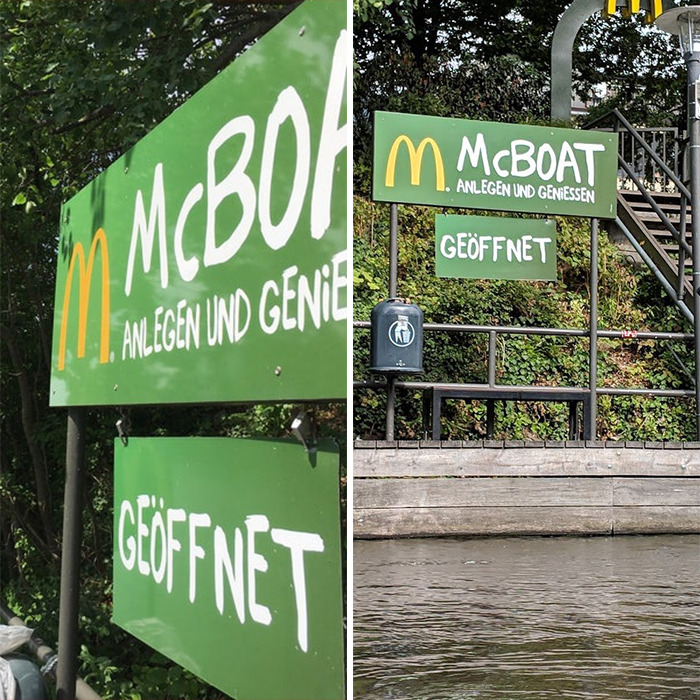 McBOA
ANLEGEN UND GENiE
GEÖFFNET
McBOAT
ANLEGEN UND GENiESSEN
GEÖFFNET